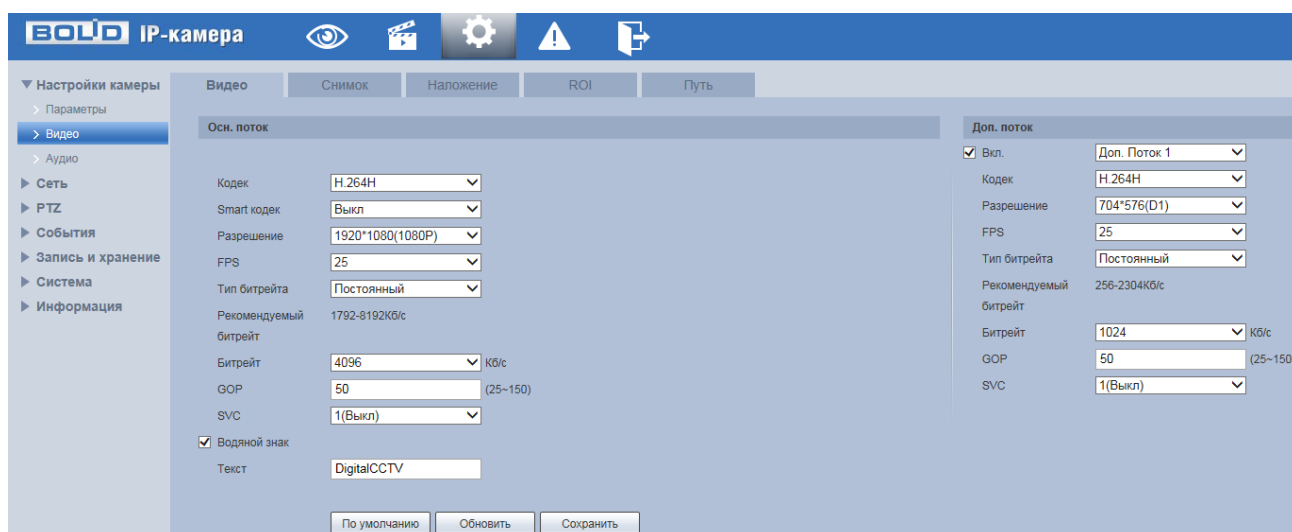 BOLID IP-камера
Настройки камеры
Параметры
Видео
Аудио
Сеть
PTZ
События
Запись и хранение
Система
Информация
Видео Снимок Наложение ROI Путь
Осн. поток
Кодек H.264H
Smart кодек Выкл
Разрешение 1920*1080(1080P)
FPS 25
Тип битрейта Постоянный
Рекомендуемый 1792-8192Кб/с
битрейт
Битрейт 4096 Кб/с
GOP 50 (25~150)
SVC 1(Выкл)
Водяной знак
Текст DigitalCCTV
По умолчанию Обновить Сохранить
Доп. поток
Вкл. Доп. Поток 1
Кодек H.264H
Разрешение 704*576(D1)
FPS 25
Тип битрейта Постоянный
Рекомендуемый 256-2304Кб/с
битрейт
Битрейт 1024 Кб/с
GOP 50 (25~150
SVC 1(Выкл)